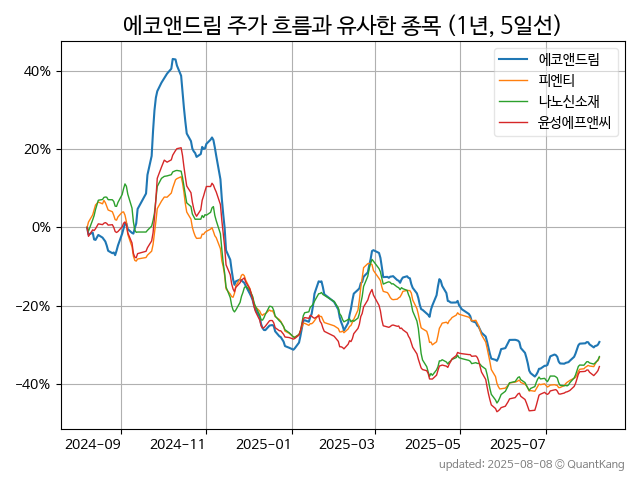 에코앤드림 주가 흐름과 유사한 종목 (1년, 5일선)
에코앤드림
피엔티
나노신소재
윤성에프앤씨
40%
20%
0%
−20%
−40%
2024-09 2024-11 2025-01 2025-03 2025-05 2025-07
updated: 2025-08-08 © QuantKang